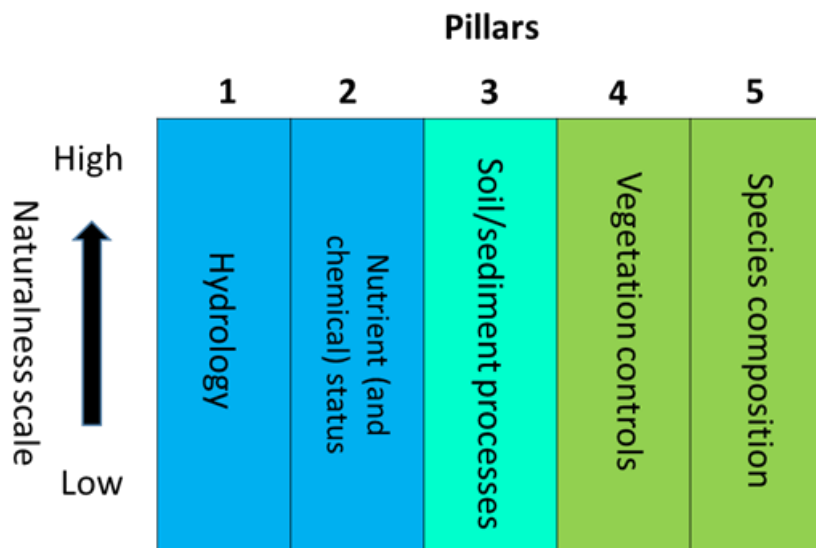 Pillars
1 2 3 4 5
High
Naturalness scale
Low
Hydrology
Nutrient (and
chemical) status
Soil/sediment processes
Vegetation controls
Species composition